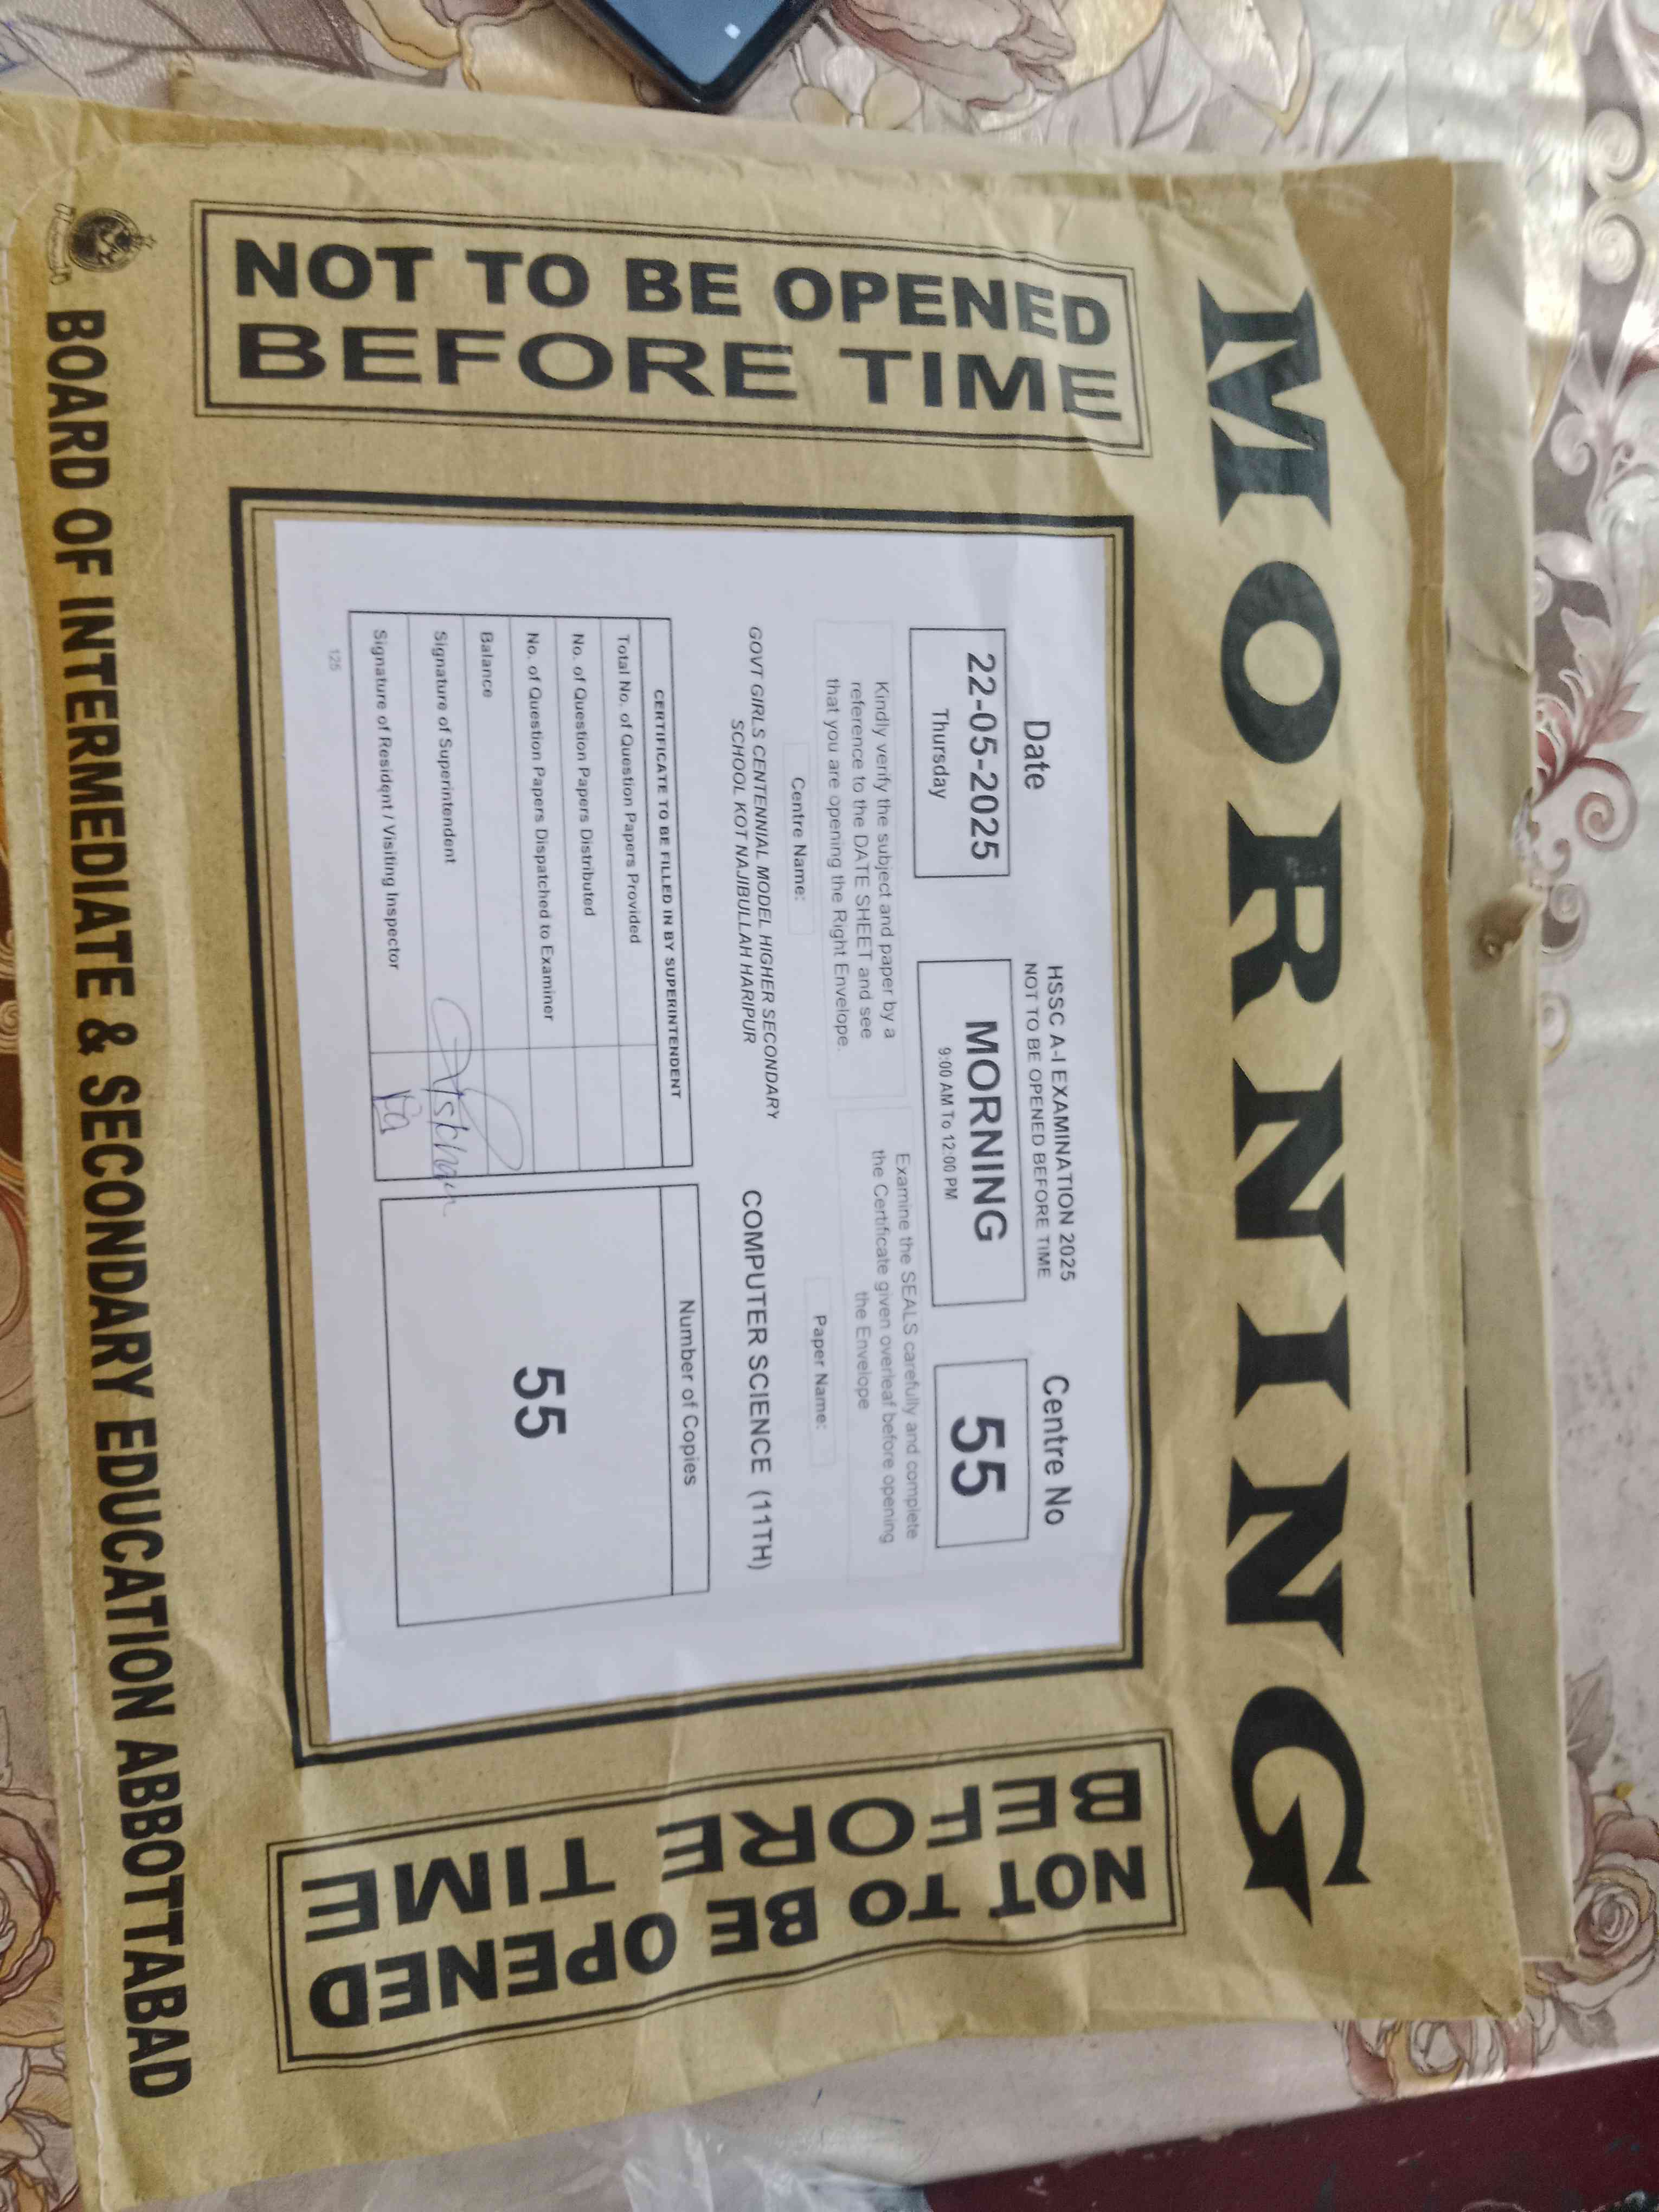 MORNING
NOT TO BE OPENED
BEFORE TIME
HSSC A-I EXAMINATION 2025
NOT TO BE OPENED BEFORE TIME
Date
Centre No
22-05-2025
Thursday
MORNING
9:00 AM To 12:00 PM
55
Kindly verify the subject and paper by a
reference to the DATE SHEET and see
that you are opening the Right Envelope.
Examine the SEALS carefully and complete
the Certificate given overleaf before opening
the Envelope
Centre Name:
Paper Name:
GOVT GIRLS CENTENNIAL MODEL HIGHER SECONDARY
SCHOOL KOT NAJIBULLAH HARIPUR
COMPUTER SCIENCE (11TH)
CERTIFICATE TO BE FILLED IN BY SUPERINTENDENT
Total No. of Question Papers Provided
No. of Question Papers Distributed
No. of Question Papers Dispatched to Examiner
Balance
Signature of Superintendent
Signature of Resident / Visiting Inspector
Number of Copies
55
125
NOT TO BE OPENED
BEFORE TIME
BOARD OF INTERMEDIATE & SECONDARY EDUCATION ABBOTTABAD